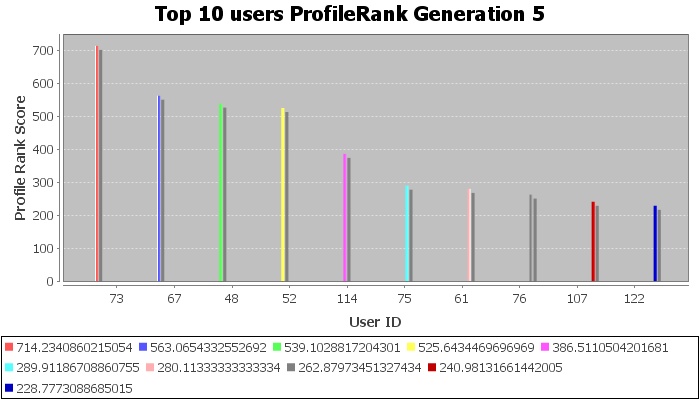 Top 10 users ProfileRank Generation 5
Profile Rank Score
700
600
500
400
300
200
100
0
73 67 48 52 114 75 61 76 107 122
User ID
714.2340860215054 563.0654332552692 539.1028817204301 525.6434469696969 386.5110504201681
289.91186708860755 280.11333333333334 262.87973451327434 240.98131661442005
228.7773088685015